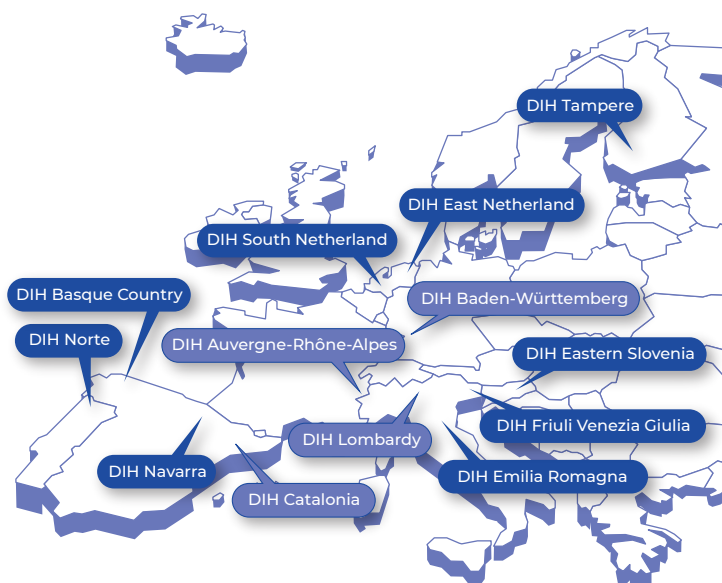 DIH Tampere
DIH East Netherland
DIH South Netherland
DIH Basque Country
DIH Baden-Württemberg
DIH Norte
DIH Auvergne-Rhône-Alpes
DIH Eastern Slovenia
DIH Friuli Venezia Giulia
DIH Lombardy
DIH Navarra
DIH Emilia Romagna
DIH Catalonia